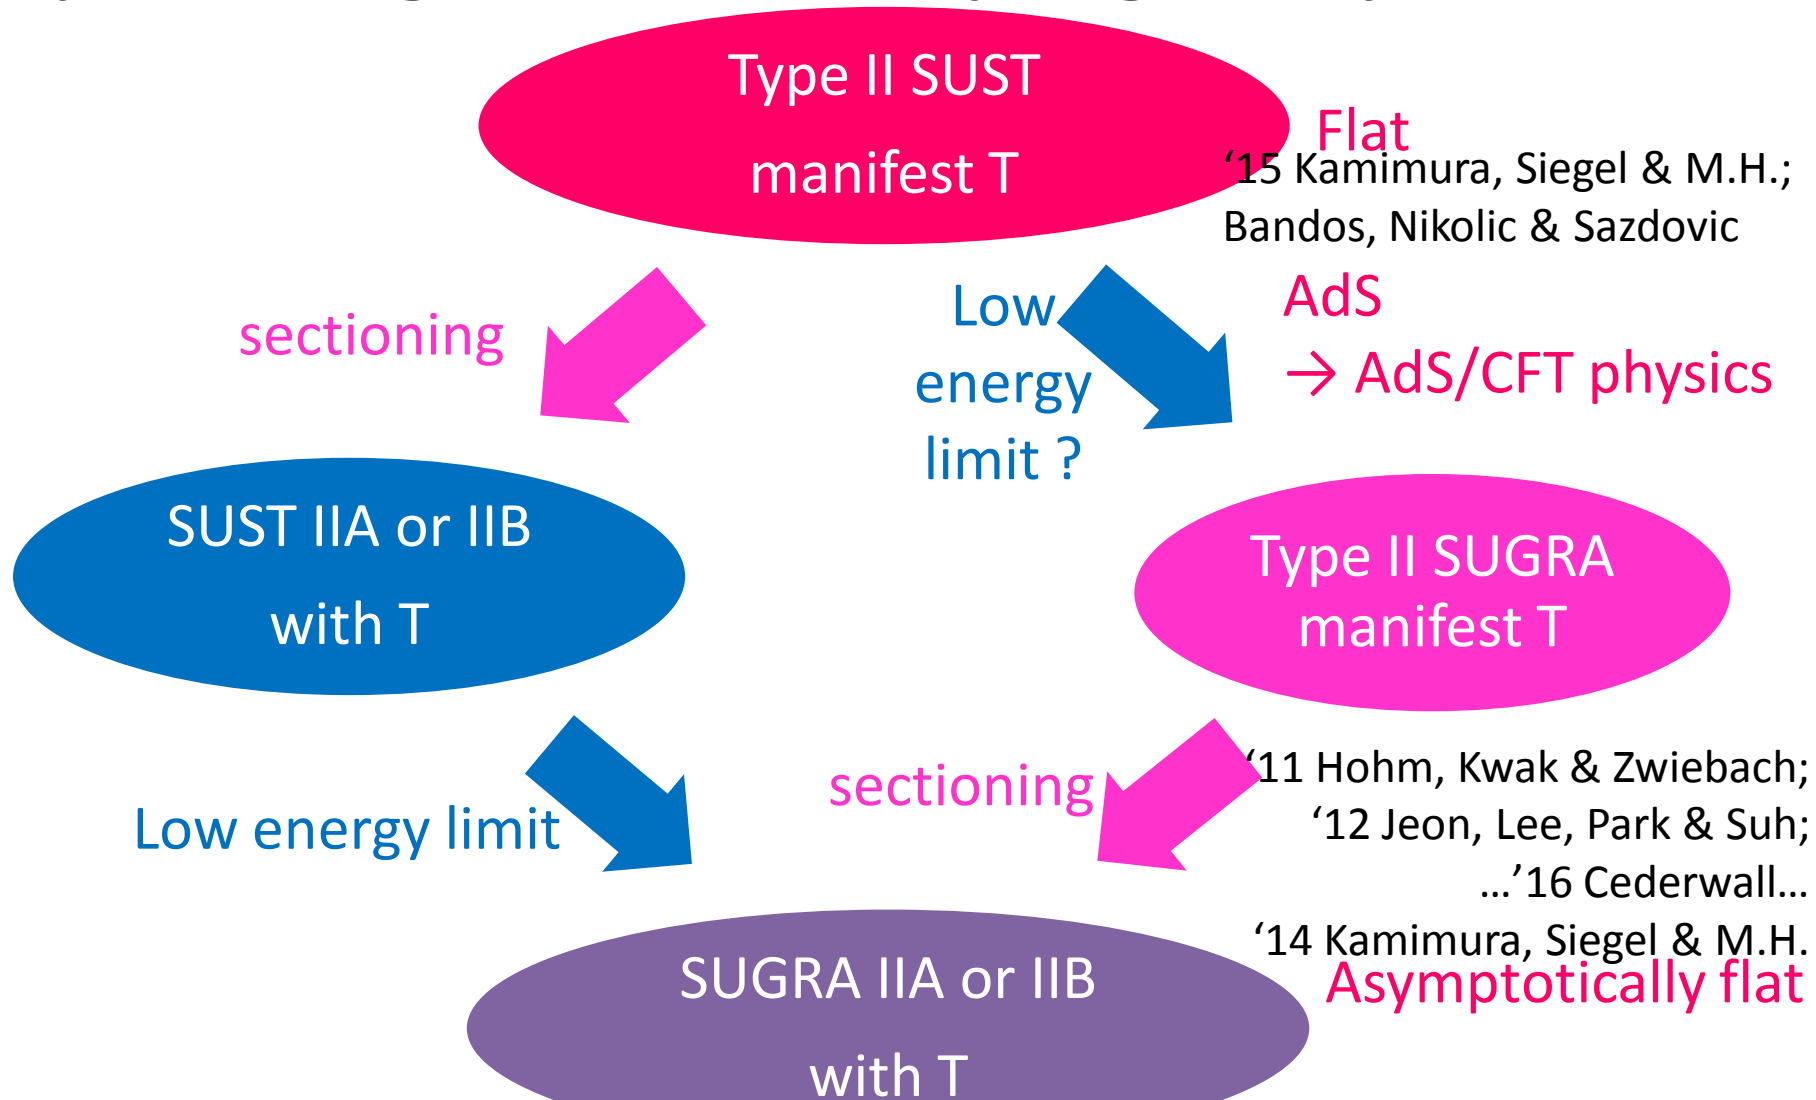 Type II SUST
manifest T
Flat
‘15 Kamimura, Siegel & M.H.;
Bandos, Nikolic & Sazdovic
AdS
→ AdS/CFT physics
sectioning
Low
energy
limit ?
SUST IIA or IIB
with T
Type II SUGRA
manifest T
Low energy limit
sectioning
‘11 Hohm, Kwak & Zwiebach;
‘12 Jeon, Lee, Park & Suh;
…’16 Cederwall…
‘14 Kamimura, Siegel & M.H.
Asymptotically flat
SUGRA IIA or IIB
with T